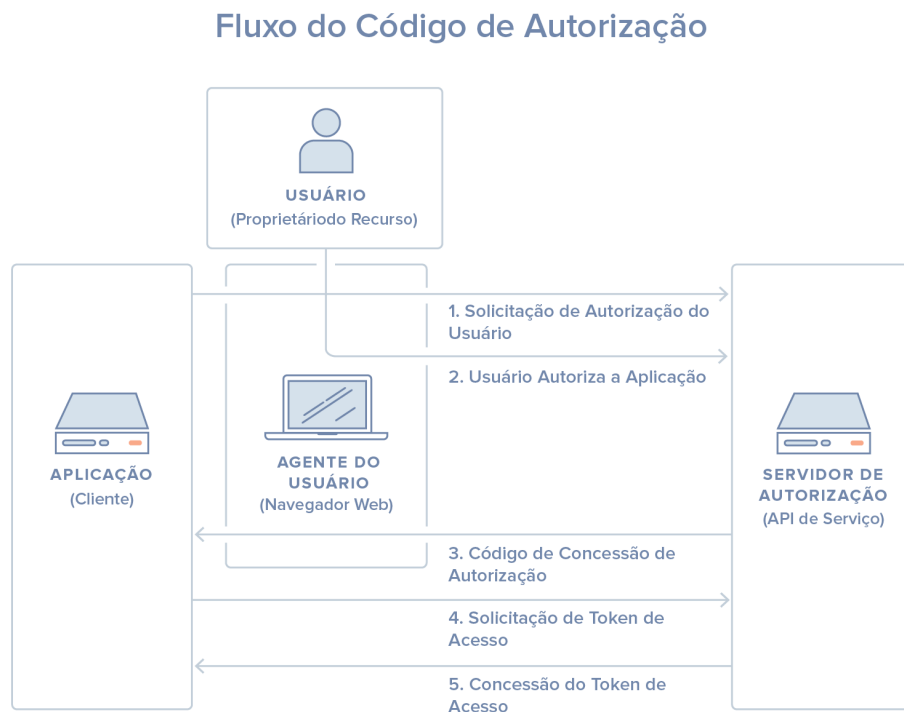 Fluxo do Código de Autorização
USUÁRIO
(Proprietáriodo Recurso)
1. Solicitação de Autorização do
Usuário
2. Usuário Autoriza a Aplicação
APLICAÇÃO
(Cliente)
AGENTE DO
USUÁRIO
(Navegador Web)
SERVIDOR DE
AUTORIZAÇÃO
(API de Serviço)
3. Código de Concessão de
Autorização
4. Solicitação de Token de
Acesso
5. Concessão do Token de
Acesso